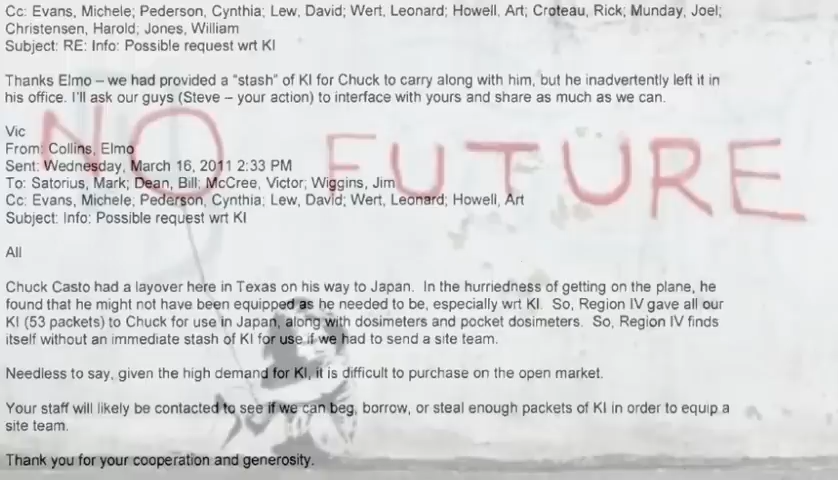 Cc: Evans, Michele; Pederson, Cynthia; Lew, David; Wert, Leonard; Howell, Art; Croteau, Rick; Munday, Joel;
Christensen, Harold; Jones, William
Subject: RE: Info: Possible request wrt KI
Thanks Elmo – we had provided a "stash" of KI for Chuck to carry along with him, but he inadvertently left it in
his office. I'll ask our guys (Steve – your action) to interface with yours and share as much as we can.
Vic
NO FUTURE
From: Collins, Elmo
Sent: Wednesday, March 16, 2011 2:33 PM
To: Satorius, Mark; Dean, Bill; McCree, Victor; Wiggins, Jim
Cc: Evans, Michele; Pederson, Cynthia; Lew, David; Wert, Leonard; Howell, Art
Subject: Info: Possible request wrt KI
All
Chuck Casto had a layover here in Texas on his way to Japan. In the hurriedness of getting on the plane, he
found that he might not have been equipped as he needed to be, especially wrt KI. So, Region IV gave all our
KI (53 packets) to Chuck for use in Japan, along with dosimeters and pocket dosimeters. So, Region IV finds
itself without an immediate stash of KI for use if we had to send a site team.
Needless to say, given the high demand for KI, it is difficult to purchase on the open market.
Your staff will likely be contacted to see if we can beg, borrow, or steal enough packets of KI in order to equip a
site team.
Thank you for your cooperation and generosity.